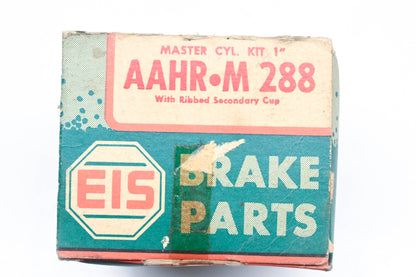 MASTER CYL. KIT 1"
AAHR•M 288
With Ribbed Secondary Cup
EIS
BRAKE
PARTS